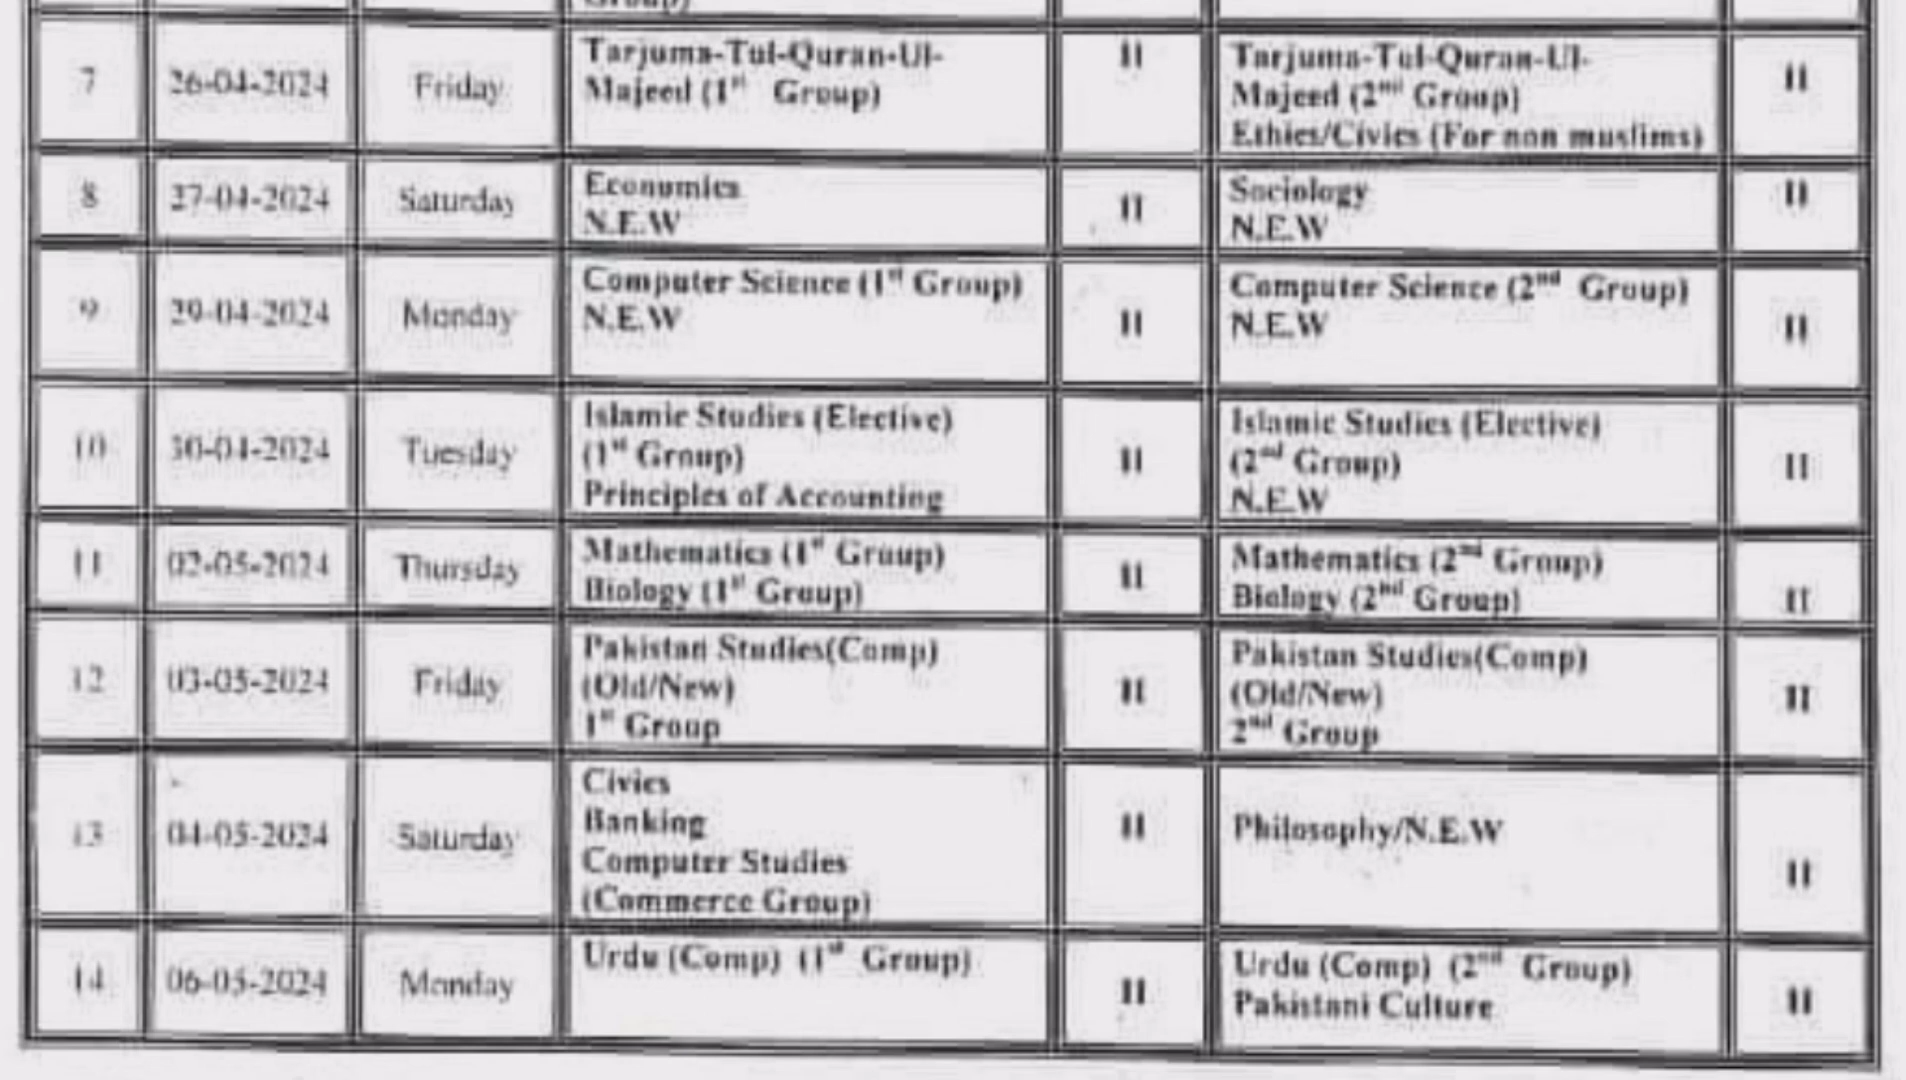 Group)
7 26-04-2024 Friday Tarjuma-Tul-Quran-Ul- II Tarjuma-Tul-Quran-Ul- II
Majeed (1st Group) Majeed (2nd Group)
Ethics/Civics (For non muslims)
8 27-04-2024 Saturday Economics II Sociology II
N.E.W N.E.W
9 29-04-2024 Monday Computer Science (1st Group) II Computer Science (2nd Group) II
N.E.W N.E.W
10 30-04-2024 Tuesday Islamic Studies (Elective) II Islamic Studies (Elective) II
(1st Group) (2nd Group)
Principles of Accounting N.E.W
11 02-05-2024 Thursday Mathematics (1st Group) II Mathematics (2nd Group) II
Biology (1st Group) Biology (2nd Group)
12 03-05-2024 Friday Pakistan Studies(Comp) II Pakistan Studies(Comp) II
(Old/New) (Old/New)
1st Group 2nd Group
13 04-05-2024 Saturday Civics II Philosophy/N.E.W II
Banking
Computer Studies
(Commerce Group)
14 06-05-2024 Monday Urdu (Comp) (1st Group) II Urdu (Comp) (2nd Group) II
Pakistani Culture